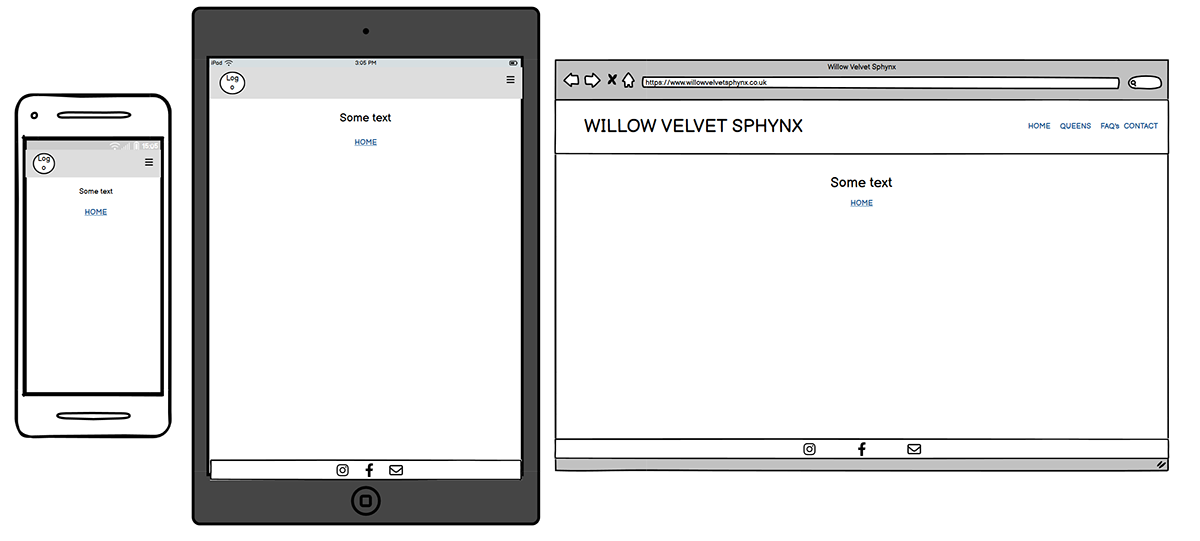 15:05
Log
o
Some text
HOME
iPod 3:05 PM
Log
o
Some text
HOME
Willow Velvet Sphynx
https://www.willowvelvetsphynx.co.uk
WILLOW VELVET SPHYNX
HOME QUEENS FAQ's CONTACT
Some text
HOME